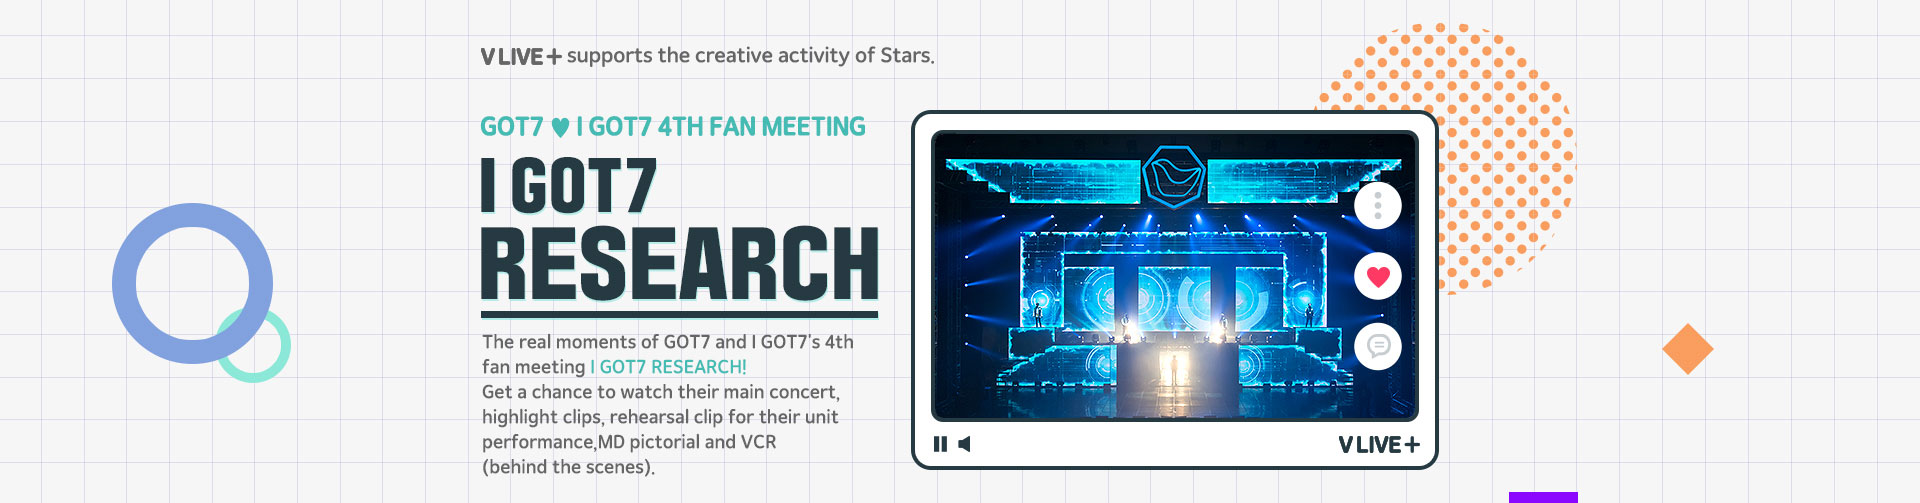 V LIVE+ supports the creative activity of Stars.
GOT7 ♥ I GOT7 4TH FAN MEETING
I GOT7
RESEARCH
The real moments of GOT7 and I GOT7's 4th
fan meeting I GOT7 RESEARCH!
Get a chance to watch their main concert,
highlight clips, rehearsal clip for their unit
performance,MD pictorial and VCR
(behind the scenes).
V LIVE+